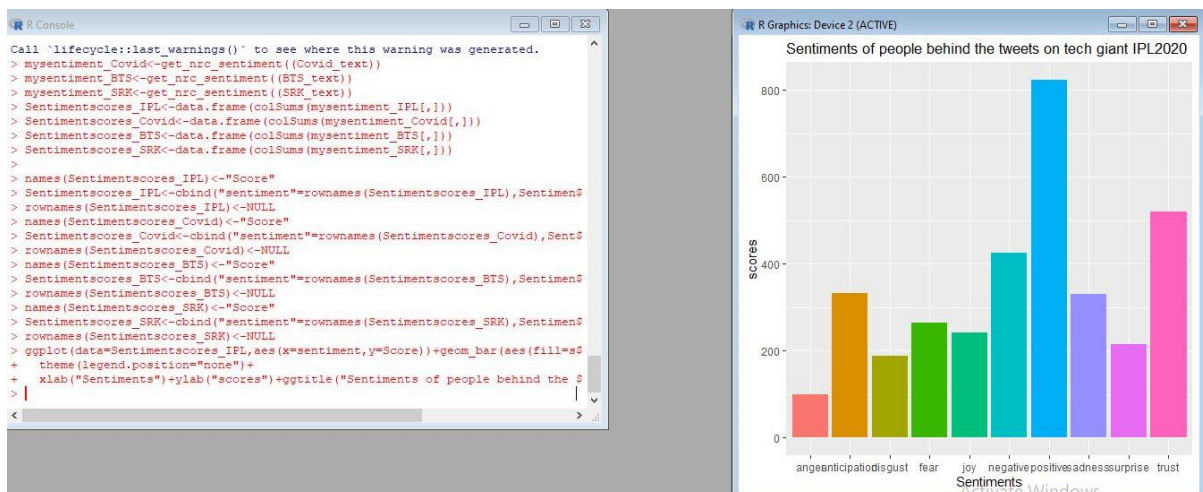 R Console
Call `lifecycle::last_warnings()` to see where this warning was generated.
> mysentiment_Covid<-get_nrc_sentiment((Covid_text))
> mysentiment_BTS<-get_nrc_sentiment((BTS_text))
> mysentiment_SRK<-get_nrc_sentiment((SRK_text))
> Sentimentscores_IPL<-data.frame(colSums(mysentiment_IPL[,]))
> Sentimentscores_Covid<-data.frame(colSums(mysentiment_Covid[,]))
> Sentimentscores_BTS<-data.frame(colSums(mysentiment_BTS[,]))
> Sentimentscores_SRK<-data.frame(colSums(mysentiment_SRK[,]))
>
> names(Sentimentscores_IPL)<-"Score"
> Sentimentscores_IPL<-cbind("sentiment"=rownames(Sentimentscores_IPL),Sentimen$
> rownames(Sentimentscores_IPL)<-NULL
> names(Sentimentscores_Covid)<-"Score"
> Sentimentscores_Covid<-cbind("sentiment"=rownames(Sentimentscores_Covid),Sent$
> rownames(Sentimentscores_Covid)<-NULL
> names(Sentimentscores_BTS)<-"Score"
> Sentimentscores_BTS<-cbind("sentiment"=rownames(Sentimentscores_BTS),Sentimen$
> rownames(Sentimentscores_BTS)<-NULL
> names(Sentimentscores_SRK)<-"Score"
> Sentimentscores_SRK<-cbind("sentiment"=rownames(Sentimentscores_SRK),Sentimen$
> rownames(Sentimentscores_SRK)<-NULL
> ggplot(data=Sentimentscores_IPL,aes(x=sentiment,y=Score))+geom_bar(aes(fill=s$
+ theme(legend.position="none")+
+ xlab("Sentiments")+ylab("scores")+ggtitle("Sentiments of people behind the $
>
R Graphics: Device 2 (ACTIVE)
Sentiments of people behind the tweets on tech giant IPL2020
800
600
400
200
0
scores
anger anticipation disgust fear joy negative positive sadness surprise trust
Sentiments
Activate Windows